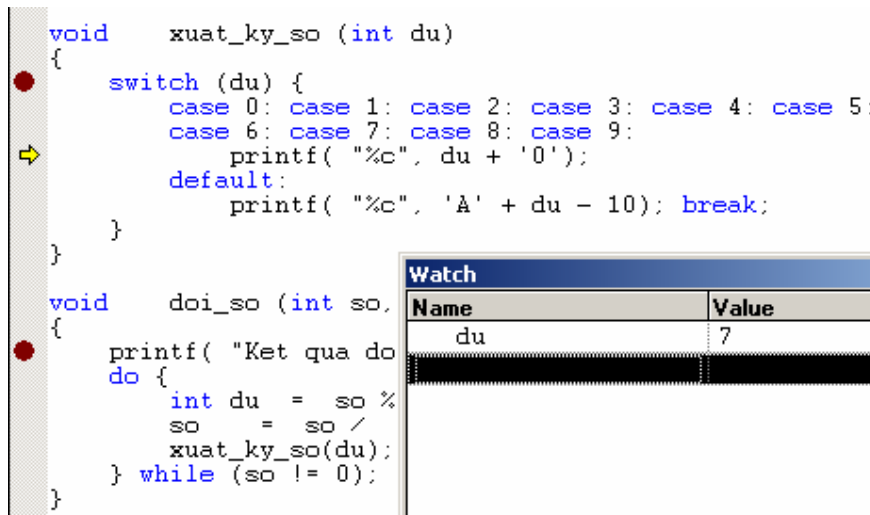 void xuat_ky_so (int du)
{
switch (du) {
case 0: case 1: case 2: case 3: case 4: case 5:
case 6: case 7: case 8: case 9:
printf( "%c", du + '0');
default:
printf( "%c", 'A' + du - 10); break;
}
}
void doi_so (int so,
{
printf( "Ket qua do
do {
int du = so %
so = so /
xuat_ky_so(du);
} while (so != 0);
}
Watch
Name Value
du 7